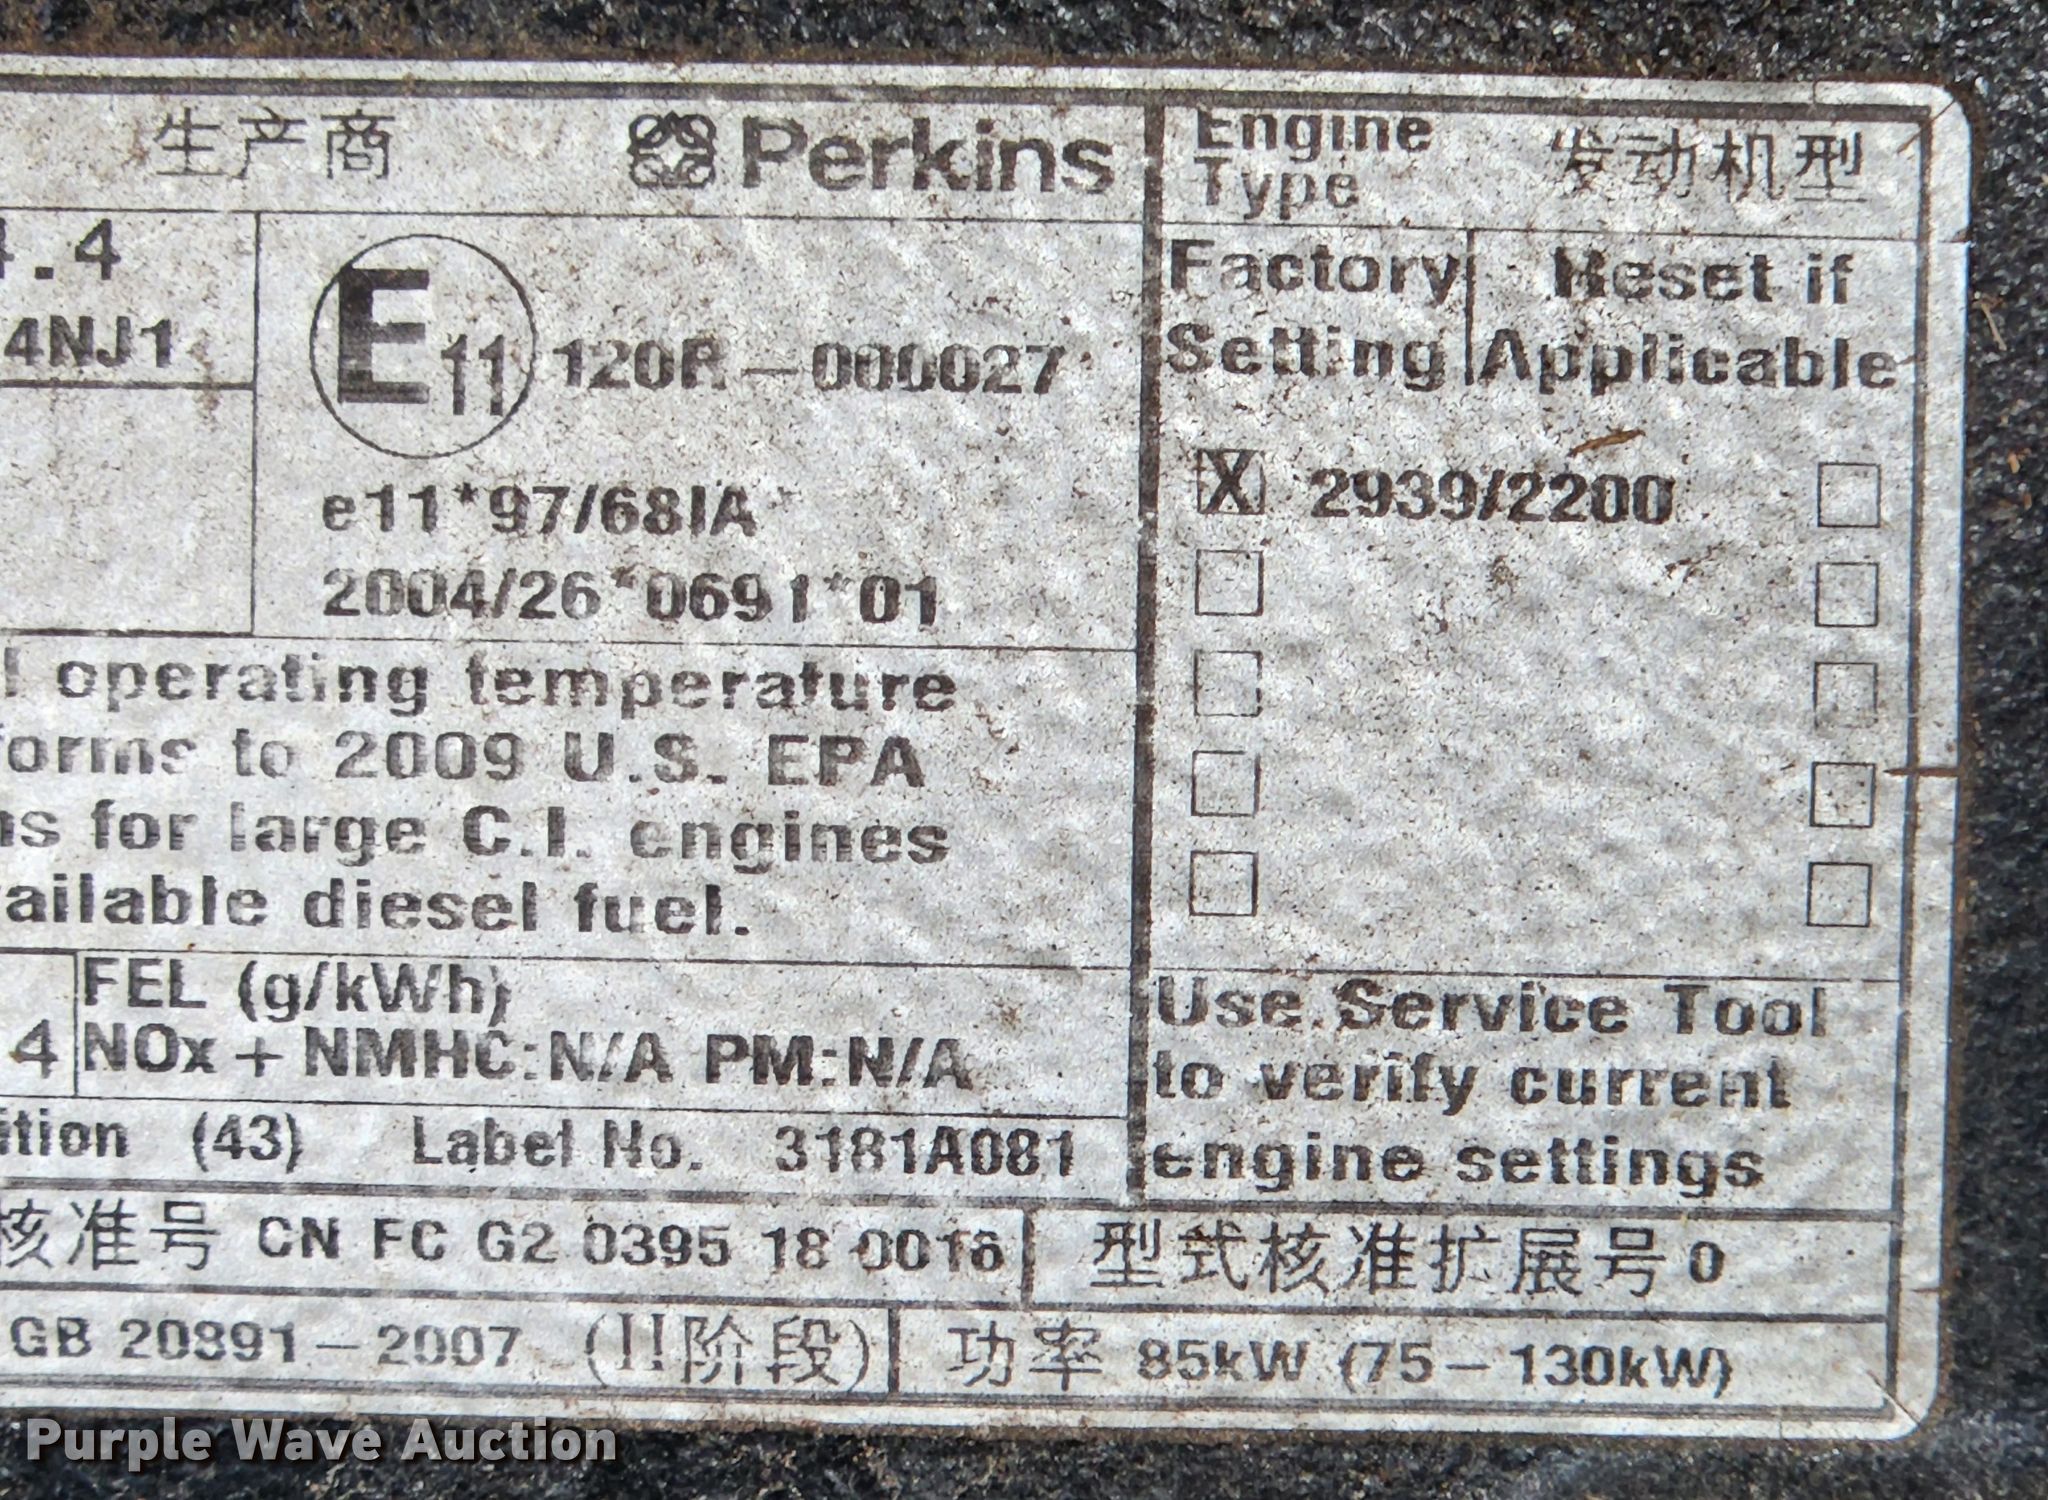 生产商 Perkins
Engine Type 发动机型
.4
4NJ1
E11 120R-000027
e11*97/68IA*
2004/26*0691*01
Factory Setting
Reset if Applicable
X 2939/2200
operating temperature
to 2009 U.S. EPA
for large C.I. engines
diesel fuel.
4
FEL (g/kWh)
NOx + NMHC:N/A PM:N/A
(43) Label No. 3181A081
Use Service Tool
to verify current
engine settings
核准号 CN FC G2 0395 18 0016
型式核准扩展号 0
GB 20891-2007 (II阶段)
功率 85kW (75-130kW)
Purple Wave Auction